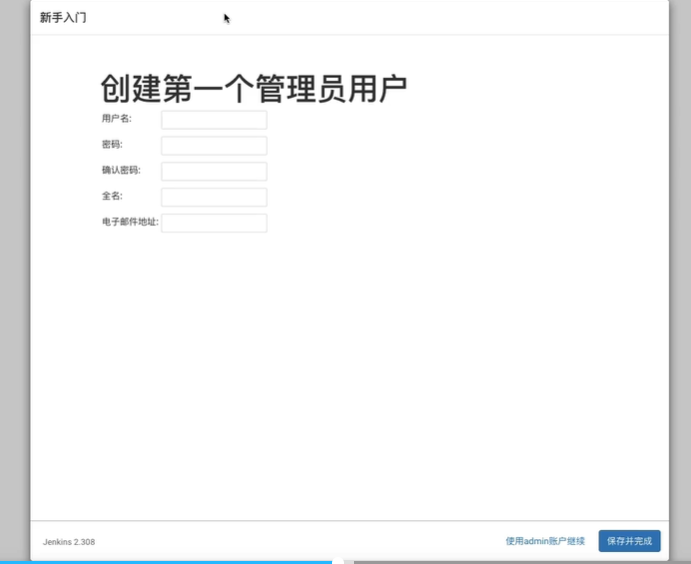 新手入门
创建第一个管理员用户
用户名:
密码:
确认密码:
全名:
电子邮件地址:
Jenkins 2.308
使用admin账户继续
保存并完成